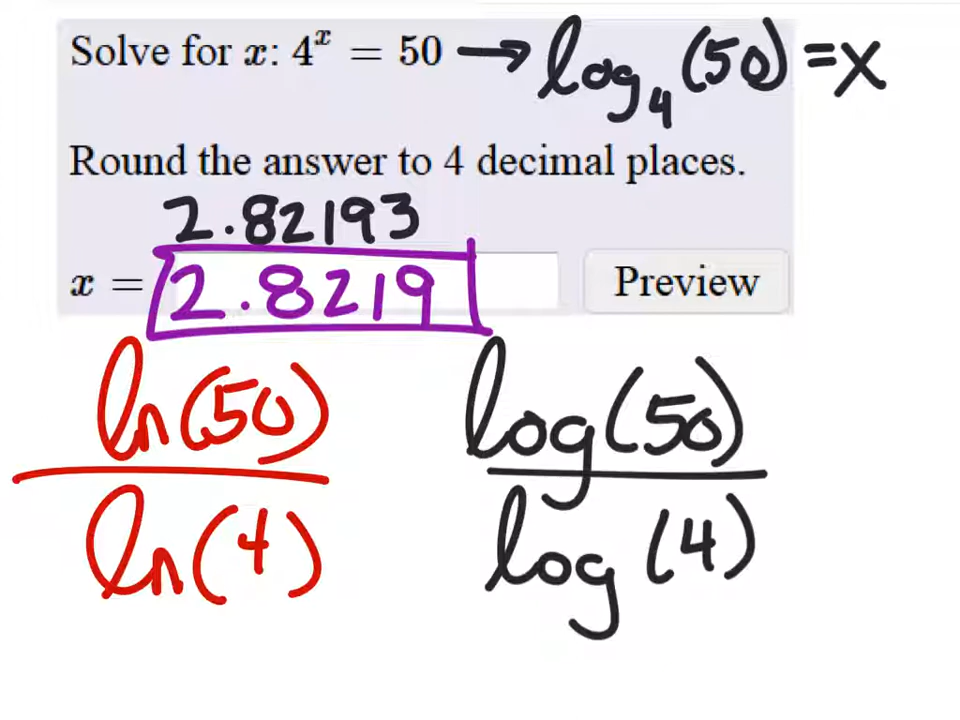 Solve for x: 4^x = 50 → log₄(50) = x
Round the answer to 4 decimal places.
2.82193
x = 2.8219 Preview
ln(50) log(50)
ln(4) log(4)